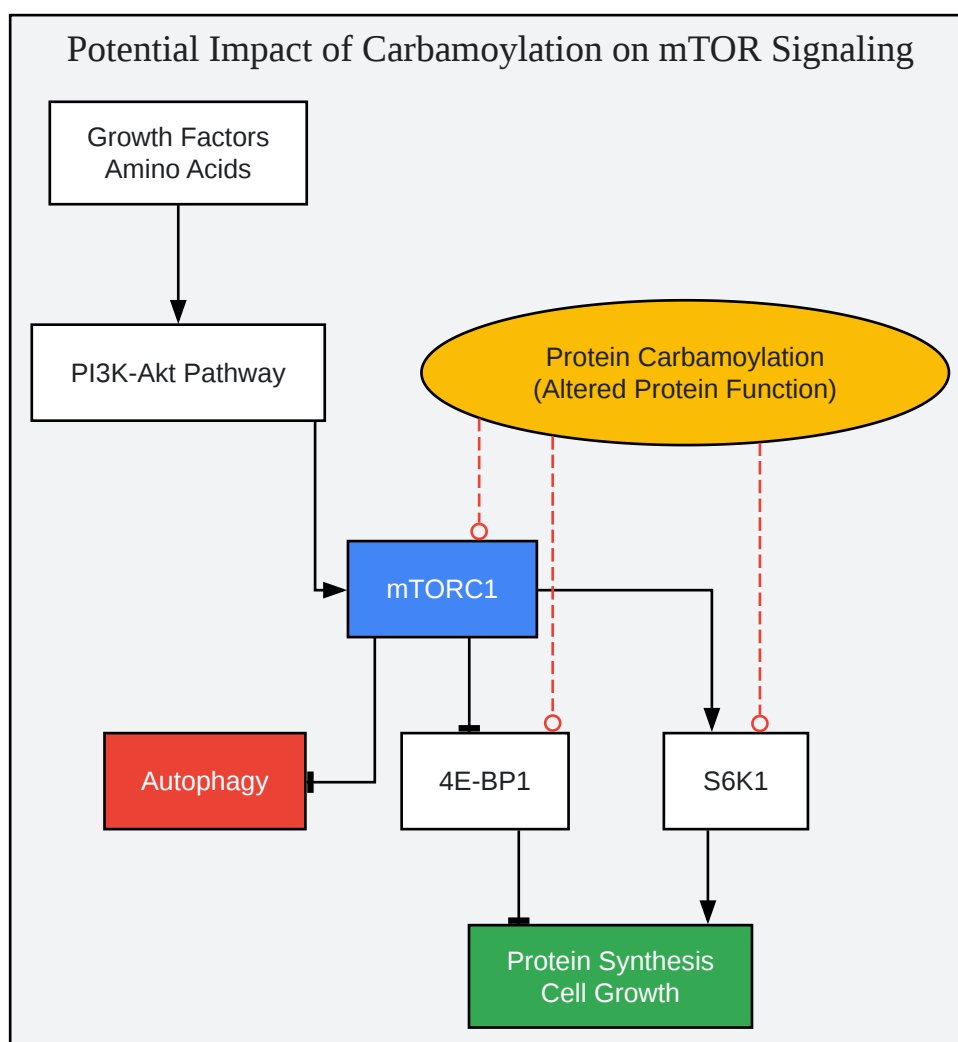 Potential Impact of Carbamoylation on mTOR Signaling
Growth Factors
Amino Acids
PI3K-Akt Pathway
Protein Carbamoylation
(Altered Protein Function)
mTORC1
Autophagy
4E-BP1
S6K1
Protein Synthesis
Cell Growth